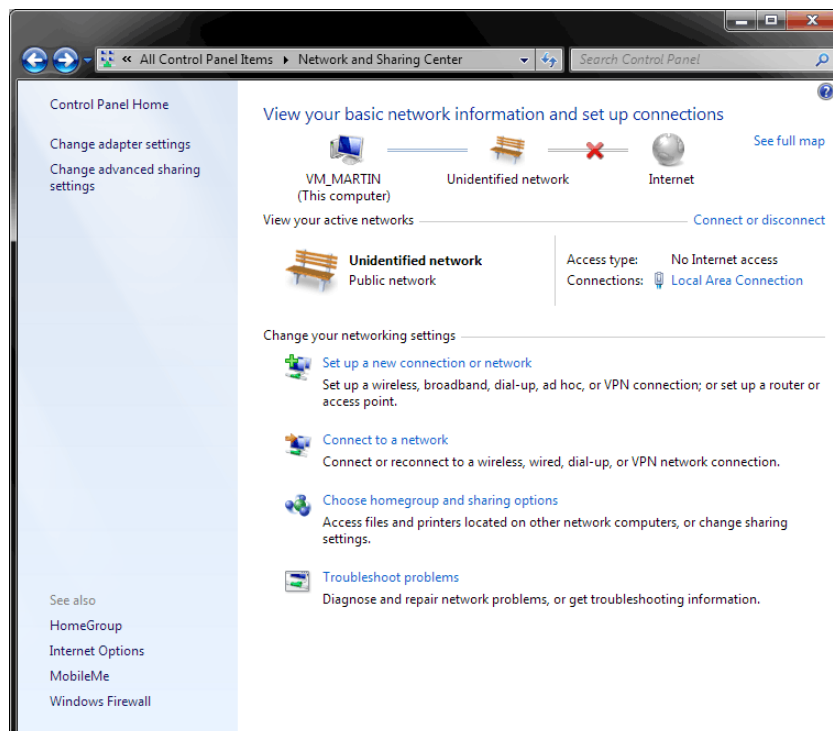 « All Control Panel Items ▸ Network and Sharing Center
Search Control Panel
Control Panel Home
Change adapter settings
Change advanced sharing
settings
See also
HomeGroup
Internet Options
MobileMe
Windows Firewall
View your basic network information and set up connections
See full map
VM_MARTIN
(This computer)
Unidentified network
Internet
View your active networks
Connect or disconnect
Unidentified network
Public network
Access type: No Internet access
Connections: Local Area Connection
Change your networking settings
Set up a new connection or network
Set up a wireless, broadband, dial-up, ad hoc, or VPN connection; or set up a router or
access point.
Connect to a network
Connect or reconnect to a wireless, wired, dial-up, or VPN network connection.
Choose homegroup and sharing options
Access files and printers located on other network computers, or change sharing
settings.
Troubleshoot problems
Diagnose and repair network problems, or get troubleshooting information.